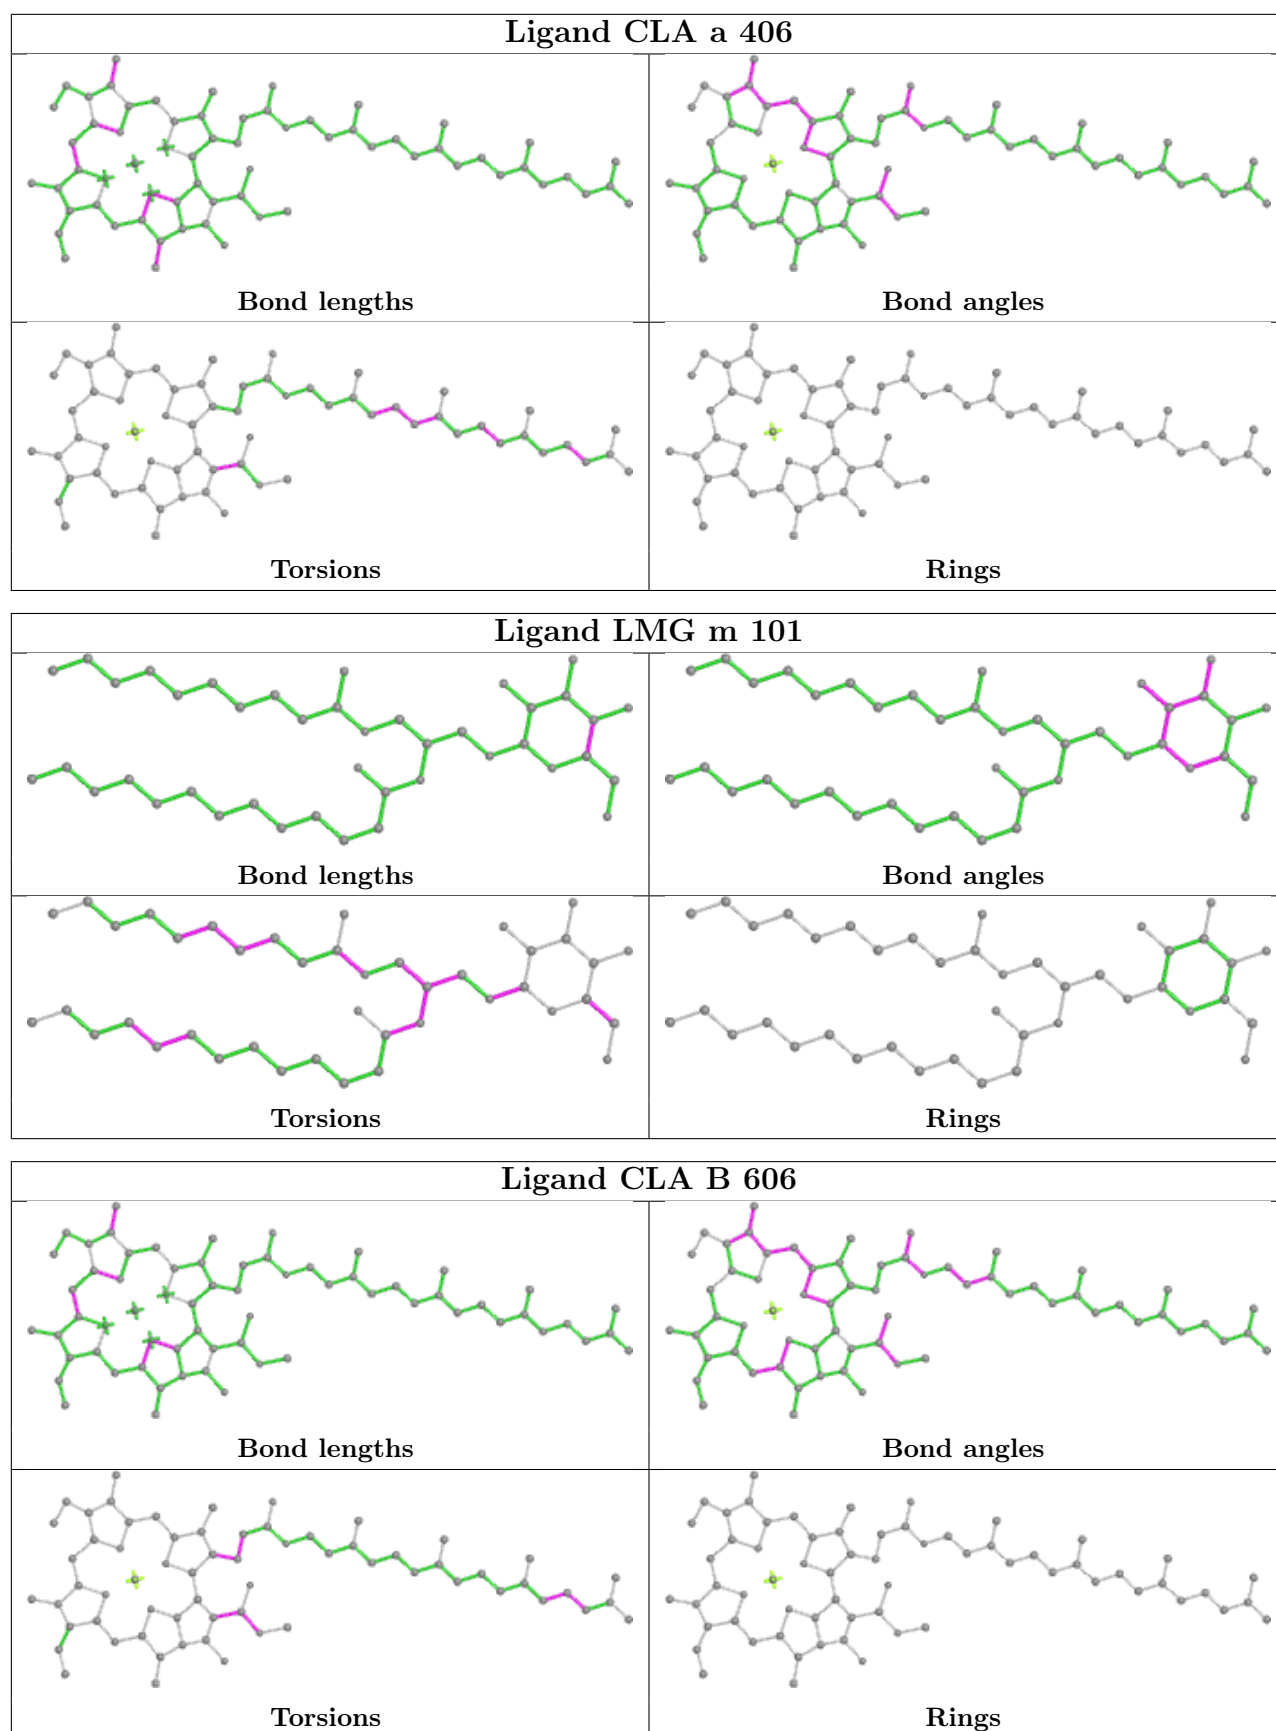 Ligand CLA a 406
Bond lengths
Bond angles
Torsions
Rings
Ligand LMG m 101
Bond lengths
Bond angles
Torsions
Rings
Ligand CLA B 606
Bond lengths
Bond angles
Torsions
Rings